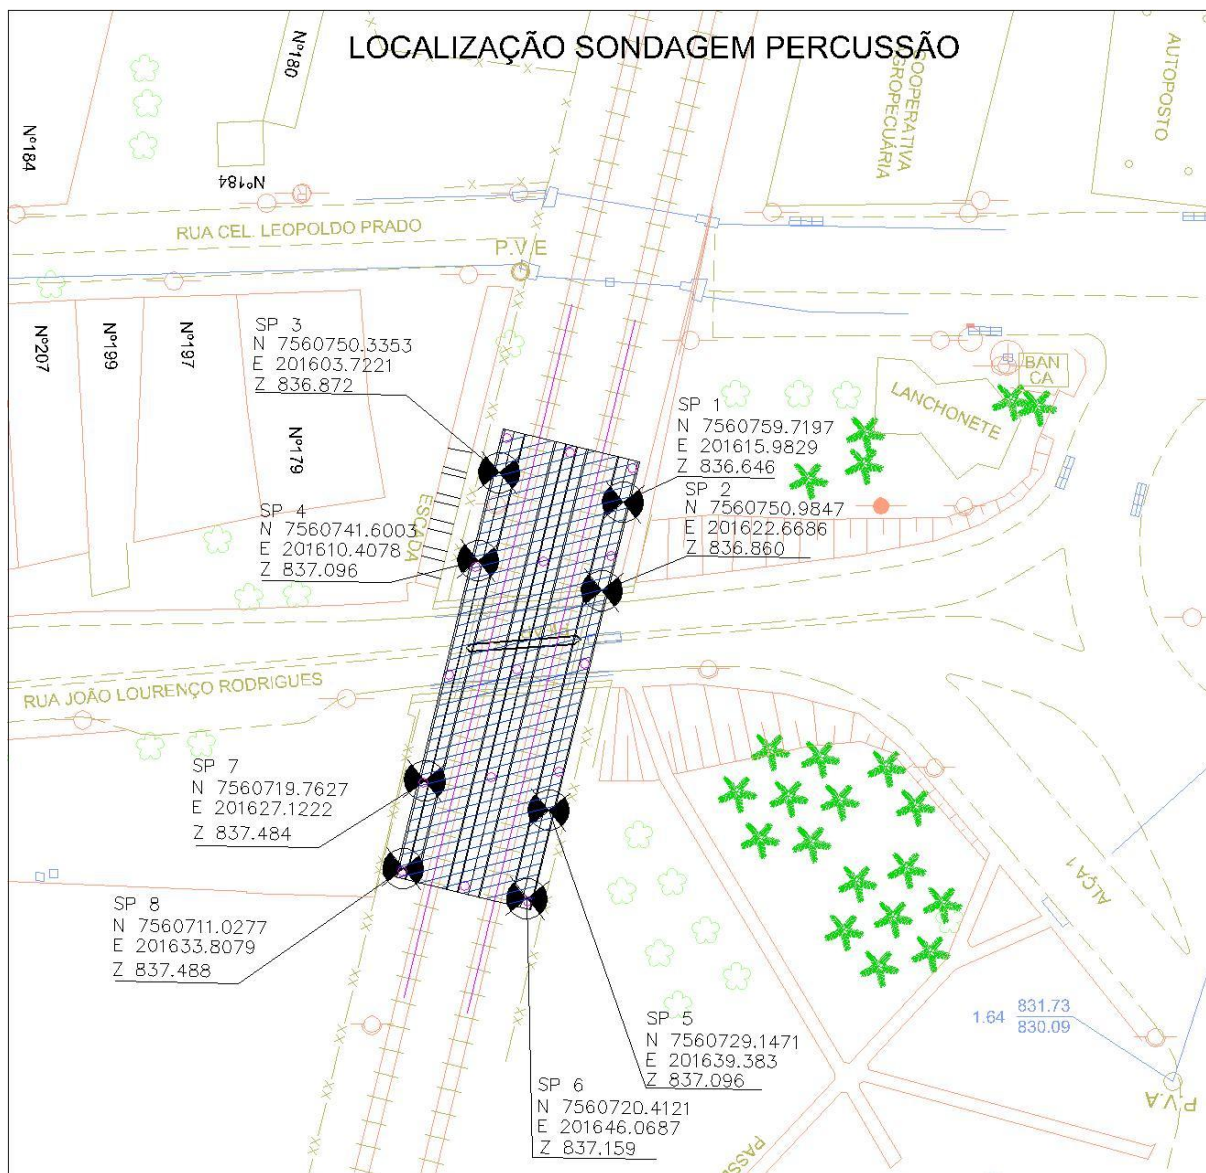 LOCALIZAÇÃO SONDAGEM PERCUSSÃO
Nº180
Nº184
Nº184
COOPERATIVA
AGROPECUÁRIA
AUTOPOSTO
RUA CEL. LEOPOLDO PRADO
P.V.E
Nº207
Nº199
Nº197
Nº179
SP 3
N 7560750.3353
E 201603.7221
Z 836.872
BAN
CA
LANCHONETE
SP 1
N 7560759.7197
E 201615.9829
Z 836.646
SP 2
N 7560750.9847
E 201622.6686
Z 836.860
ESCADA
SP 4
N 7560741.6003
E 201610.4078
Z 837.096
RUA JOÃO LOURENÇO RODRIGUES
SP 7
N 7560719.7627
E 201627.1222
Z 837.484
SP 8
N 7560711.0277
E 201633.8079
Z 837.488
ALÇA 1
SP 5
N 7560729.1471
E 201639.383
Z 837.096
1.64 831.73
830.09
SP 6
N 7560720.4121
E 201646.0687
Z 837.159
P.V.A